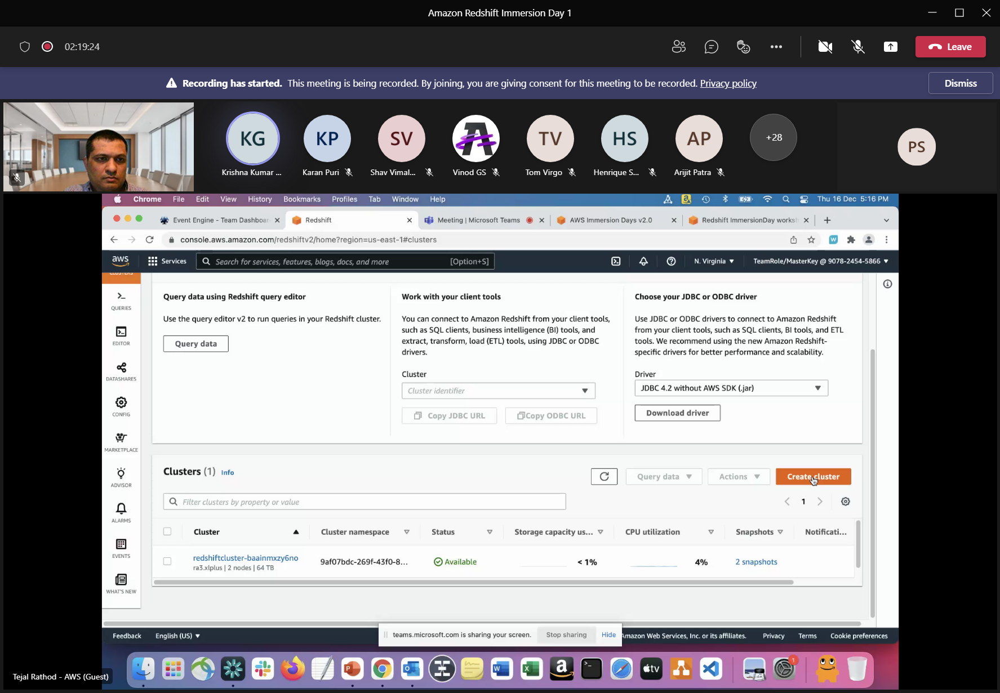 Amazon Redshift Immersion Day 1
02:19:24
Leave
Recording has started. This meeting is being recorded. By joining, you are giving consent for this meeting to be recorded. Privacy policy
Dismiss
KG KP SV TV HS AP +28 PS
Krishna Kumar ... Karan Puri Shav Vimal... Vinod GS Tom Virgo Henrique S... Arijit Patra
Chrome File Edit View History Bookmarks Profiles Tab Window Help
Thu 16 Dec 5:16 PM
Event Engine - Team Dashboar Redshift Meeting | Microsoft Teams AWS Immersion Days v2.0 Redshift ImmersionDay worksh
console.aws.amazon.com/redshiftv2/home?region=us-east-1#clusters
aws Services Search for services, features, blogs, docs, and more [Option+S] N. Virginia TeamRole/MasterKey @ 9078-2454-5866
CLUSTERS
QUERIES
EDITOR
DATASHARES
CONFIG
MARKETPLACE
ADVISOR
ALARMS
EVENTS
WHAT'S NEW
Query data using Redshift query editor
Use the query editor v2 to run queries in your Redshift cluster.
Query data
Work with your client tools
You can connect to Amazon Redshift from your client tools,
such as SQL clients, business intelligence (BI) tools, and
extract, transform, load (ETL) tools, using JDBC or ODBC
drivers.
Cluster
Cluster identifier
Copy JDBC URL Copy ODBC URL
Choose your JDBC or ODBC driver
Use JDBC or ODBC drivers to connect to Amazon Redshift
from your client tools, such as SQL clients, BI tools, and ETL
tools. We recommend using the new Amazon Redshift-
specific drivers for better performance and scalability.
Driver
JDBC 4.2 without AWS SDK (.jar)
Download driver
Clusters (1) Info
Query data Actions Create cluster
Filter clusters by property or value
1
Cluster Cluster namespace Status Storage capacity us... CPU utilization Snapshots Notificati...
redshiftcluster-baainmxzy6no 9af07bdc-269f-43f0-8... Available < 1% 4% 2 snapshots
ra3.xlplus | 2 nodes | 64 TB
Feedback English (US)
teams.microsoft.com is sharing your screen. Stop sharing Hide
Amazon Web Services, Inc. or its affiliates. Privacy Terms Cookie preferences
tv
1
Tejal Rathod - AWS (Guest)